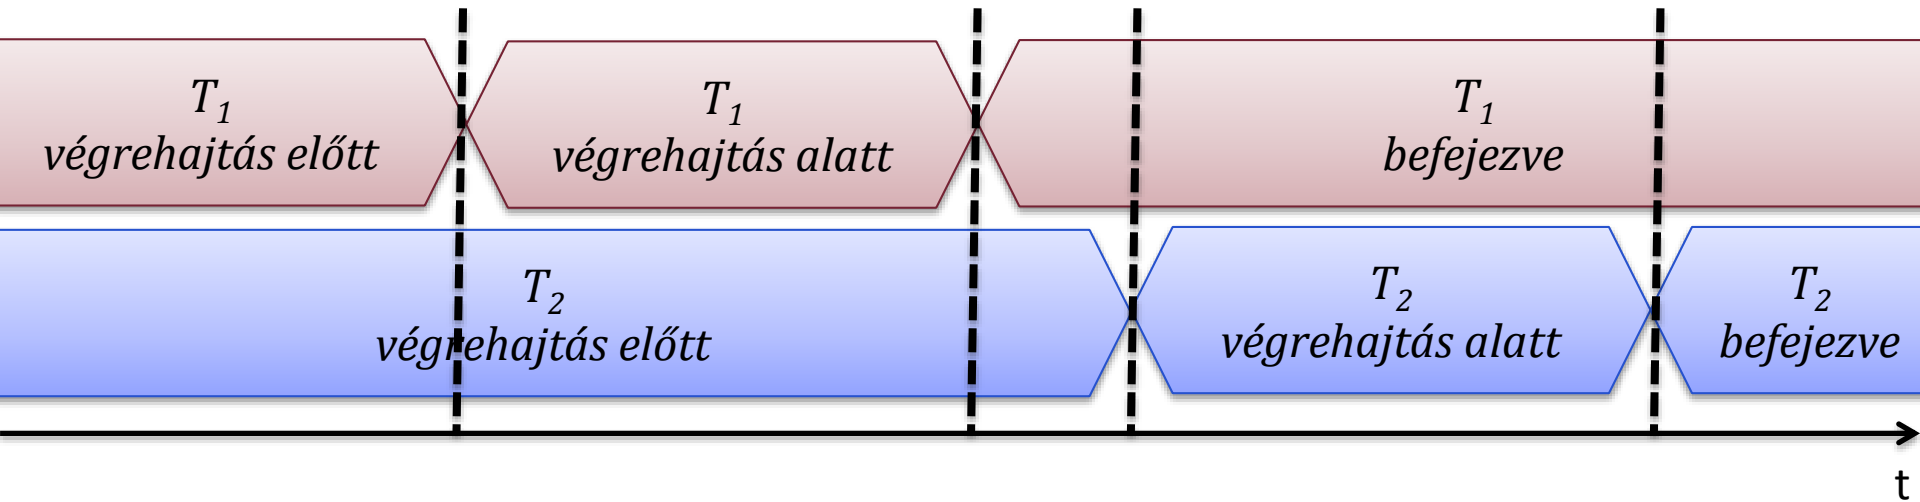 T1
végrehajtás előtt
T1
végrehajtás alatt
T1
befejezve
T2
végrehajtás előtt
T2
végrehajtás alatt
T2
befejezve
t